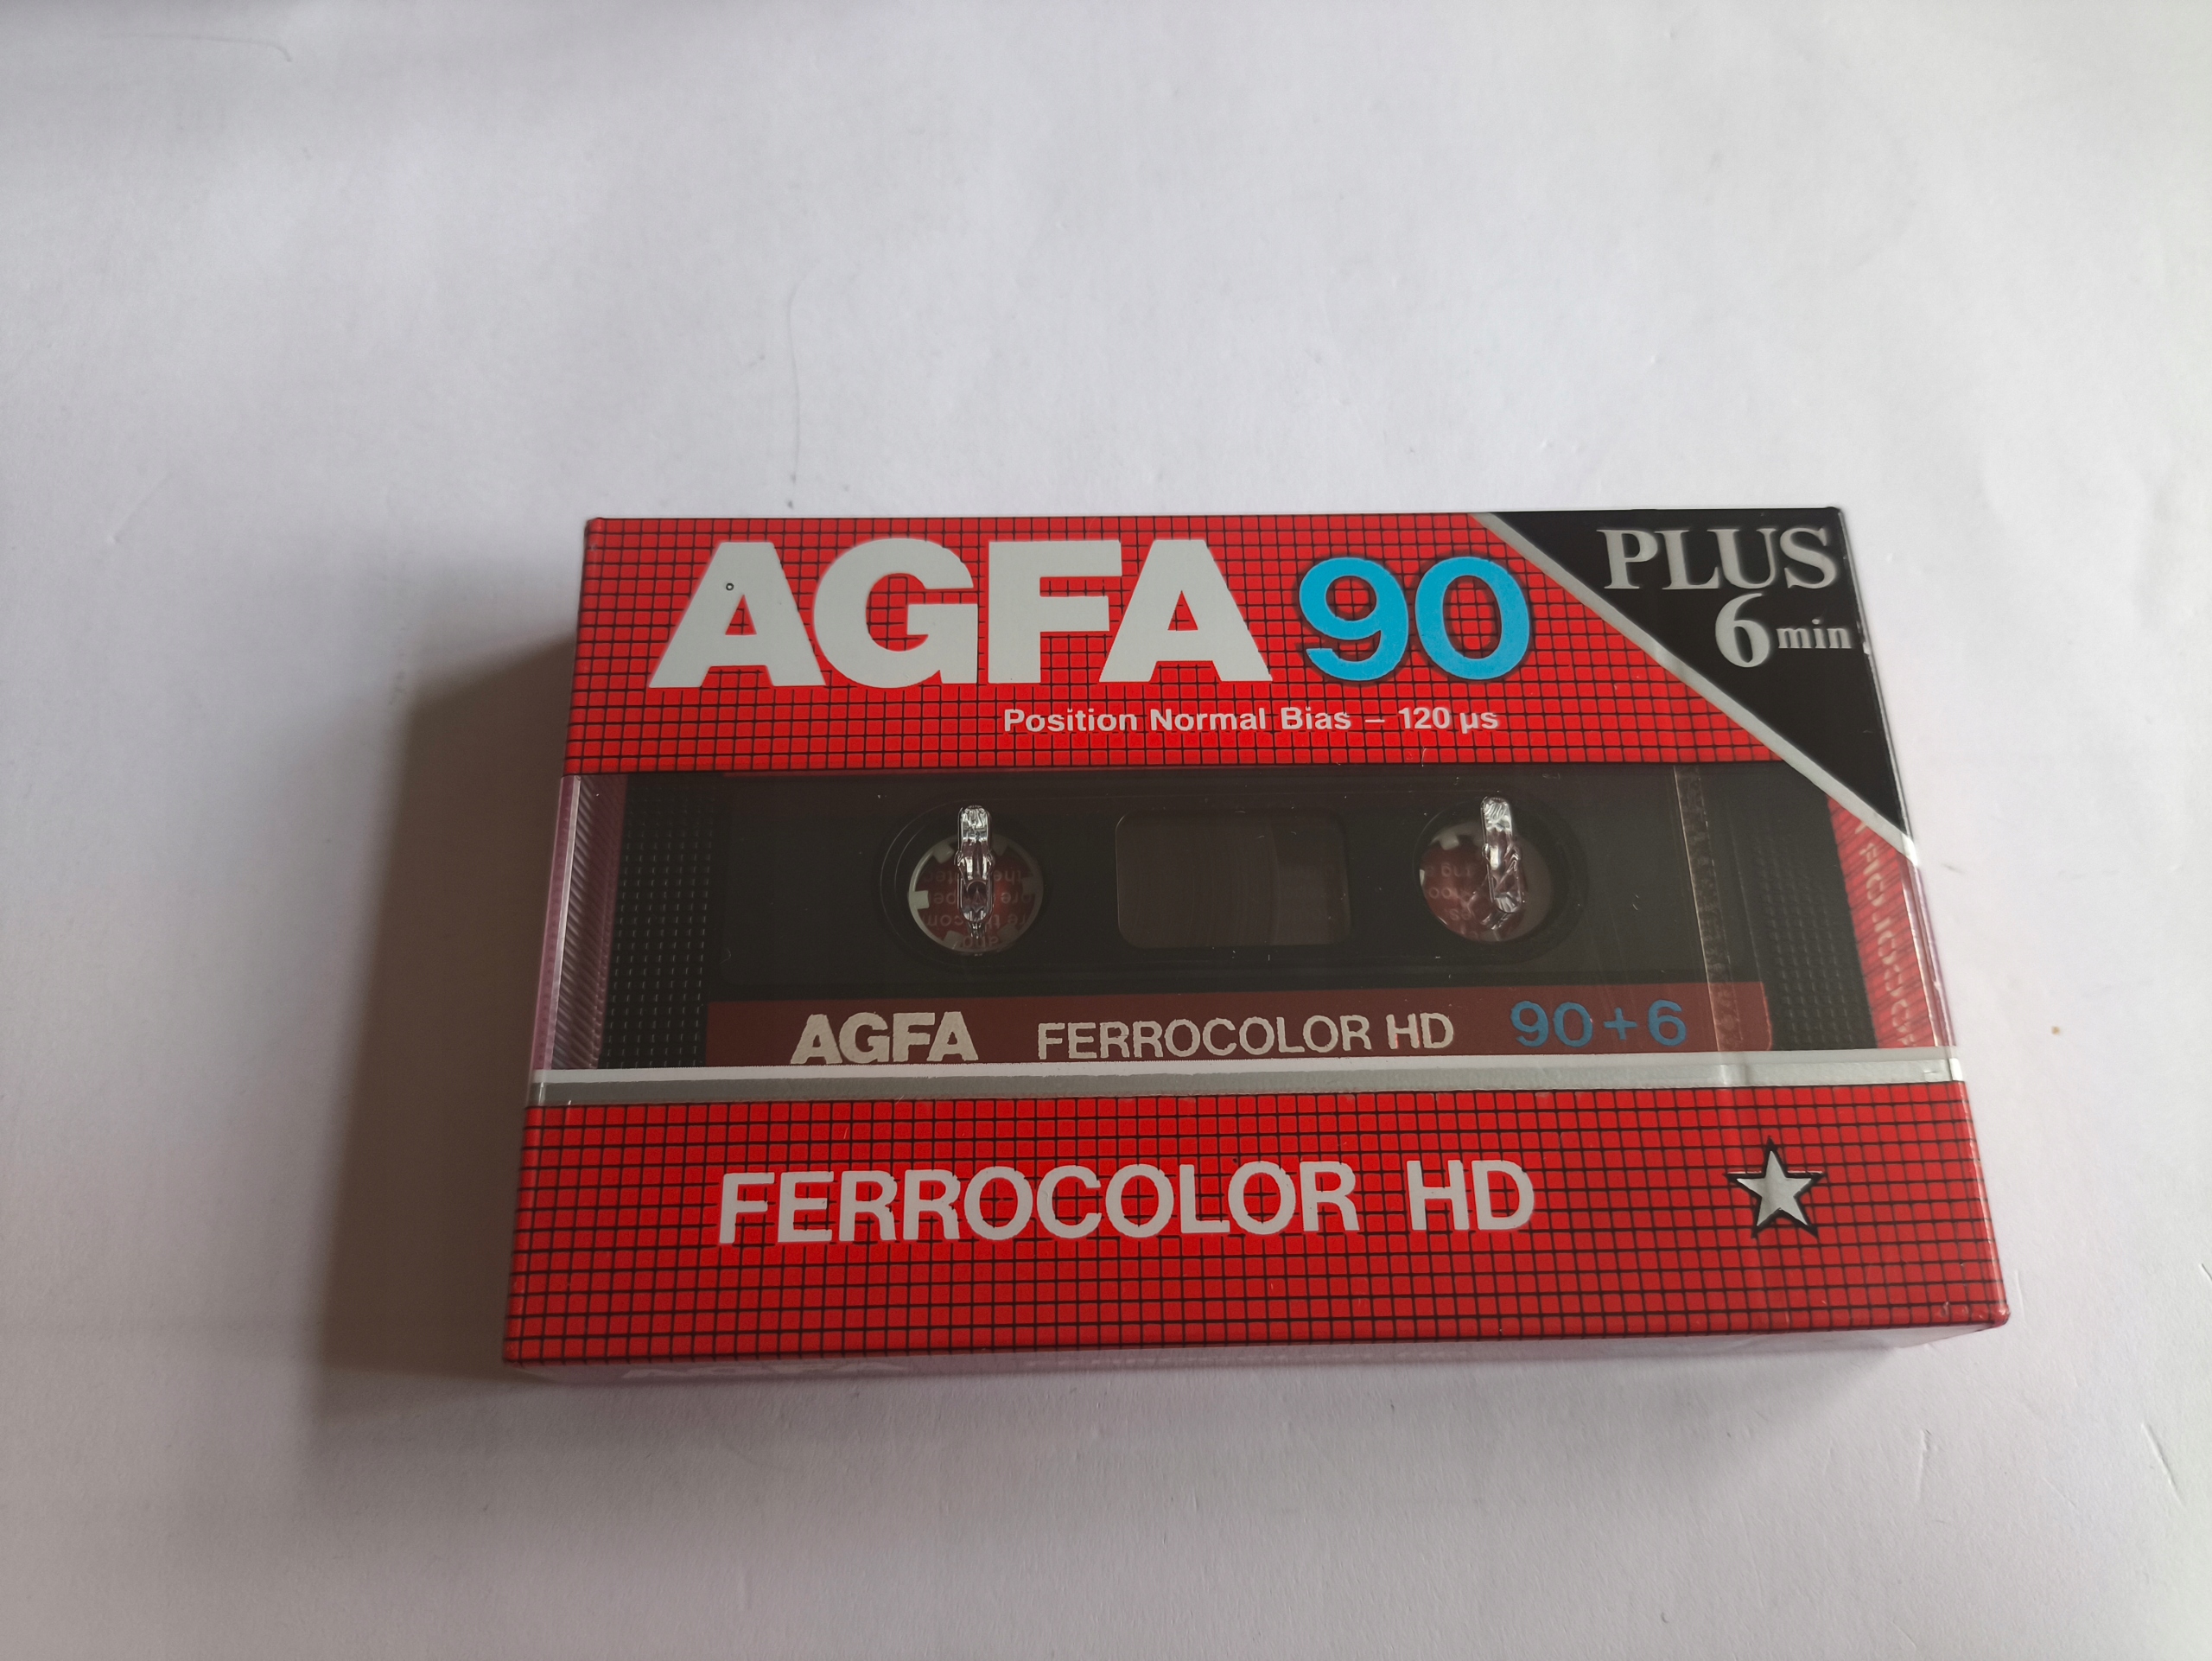 AGFA 90
PLUS
6 min
Position Normal Bias – 120 µs
AGFA FERROCOLOR HD 90+6
FERROCOLOR HD